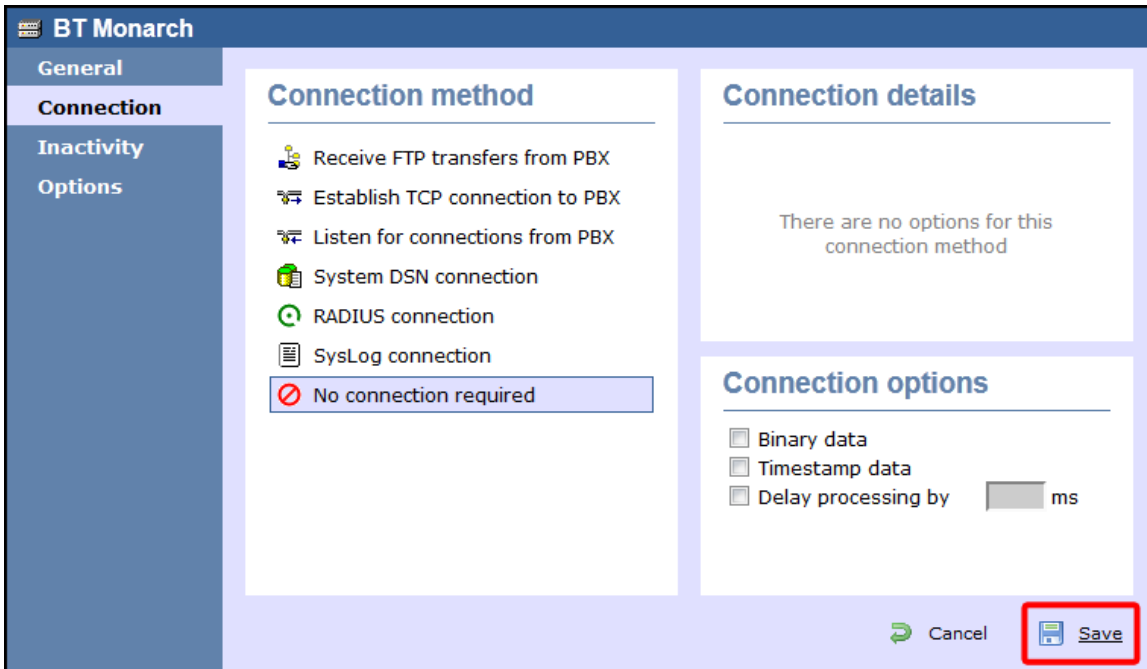 BT Monarch
General
Connection
Inactivity
Options
Connection method
Receive FTP transfers from PBX
Establish TCP connection to PBX
Listen for connections from PBX
System DSN connection
RADIUS connection
SysLog connection
No connection required
Connection details
There are no options for this
connection method
Connection options
Binary data
Timestamp data
Delay processing by ms
Cancel
Save